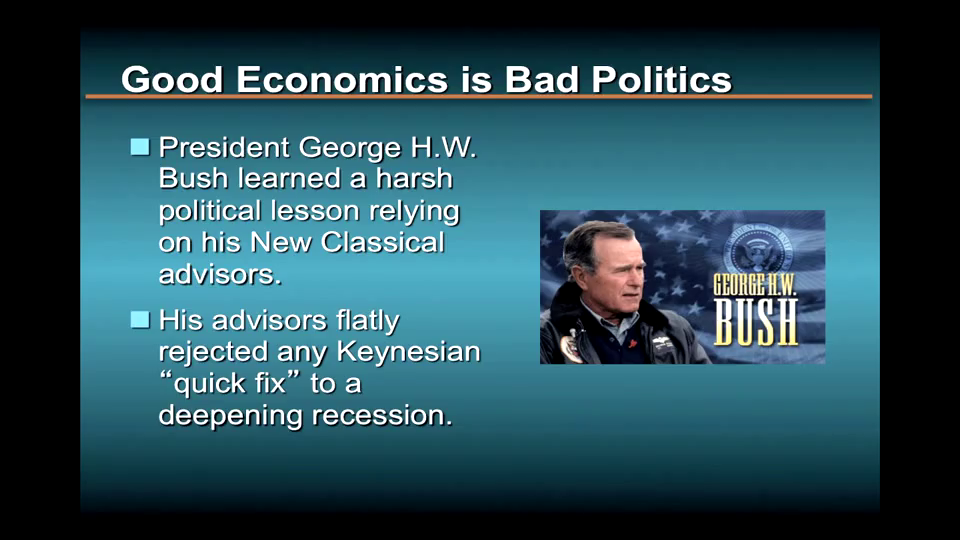 Good Economics is Bad Politics
President George H.W.
Bush learned a harsh
political lesson relying
on his New Classical
advisors.
His advisors flatly
rejected any Keynesian
“quick fix” to a
deepening recession.
GEORGE H.W.
BUSH